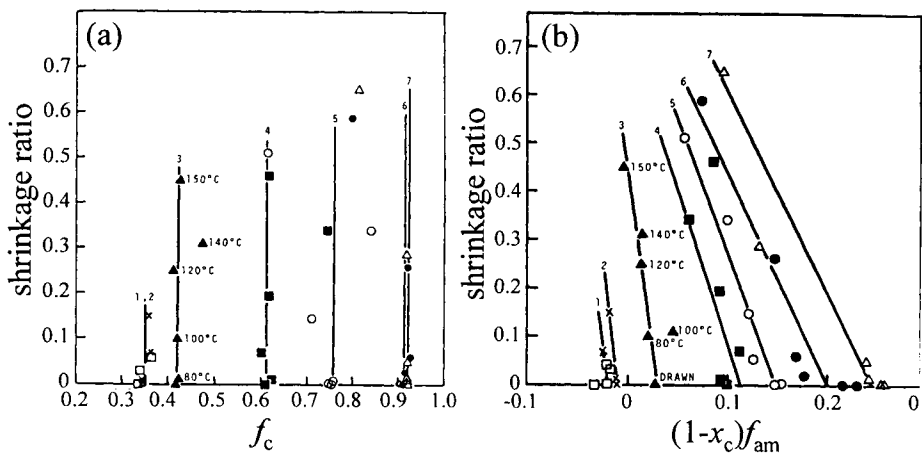 (a)
shrinkage ratio
0.7
0.6
0.5
0.4
0.3
0.2
0.1
0
0.2 0.3 0.4 0.5 0.6 0.7 0.8 0.9 1.0
f_c
1,2
3
4
5
6
7
150°C
140°C
120°C
100°C
80°C
(b)
shrinkage ratio
0.7
0.6
0.5
0.4
0.3
0.2
0.1
0
-0.1 0 0.1 0.2 0
(1-x_c)f_am
1
2
3
4
5
6
7
150°C
140°C
120°C
100°C
80°C
DRAWN